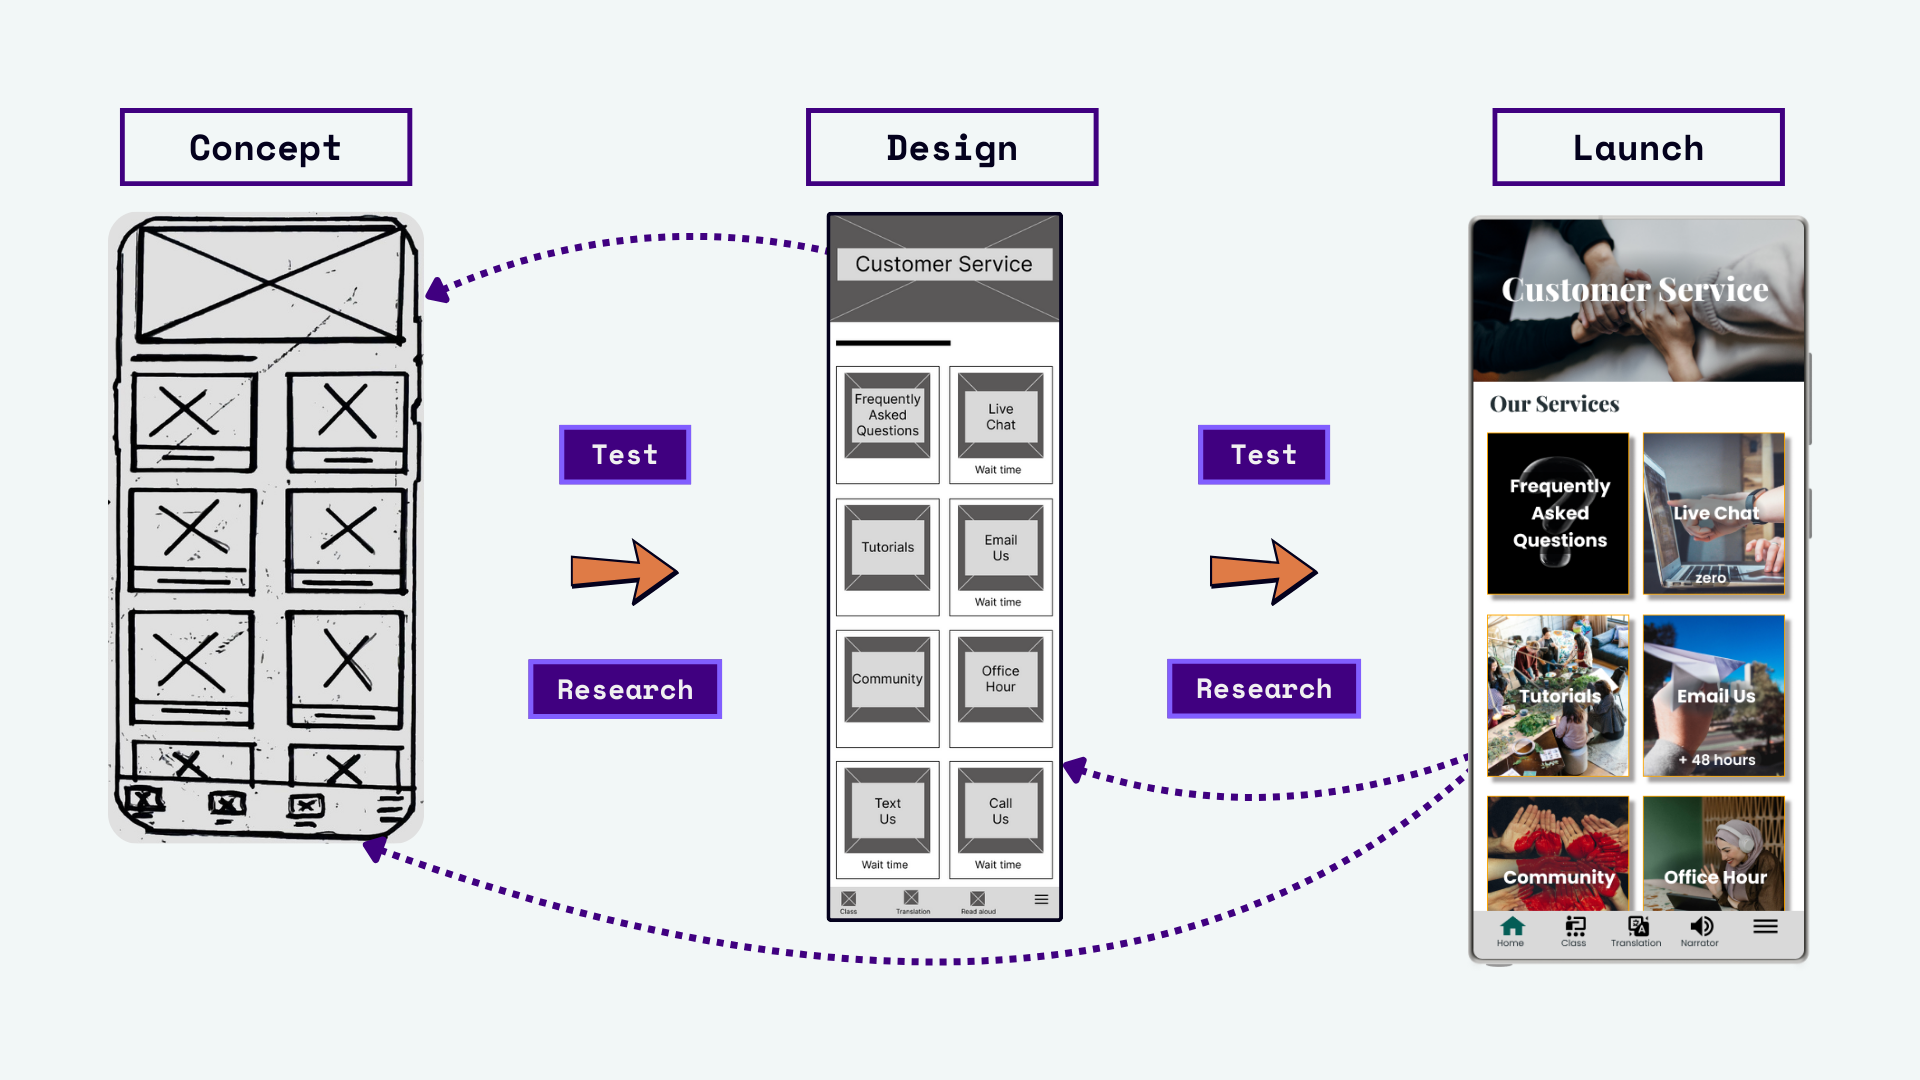 Concept
Design
Launch
Customer Service
Frequently
Asked
Questions
Live
Chat
Wait time
Tutorials
Email
Us
Wait time
Community
Office
Hour
Text
Us
Wait time
Call
Us
Wait time
Class
Translation
Read aloud
Test
Research
Test
Research
Customer Service
Our Services
Frequently
Asked
Questions
Live Chat
zero
Tutorials
Email Us
+ 48 hours
Community
Office Hour
Home
Class
Translation
Narrator